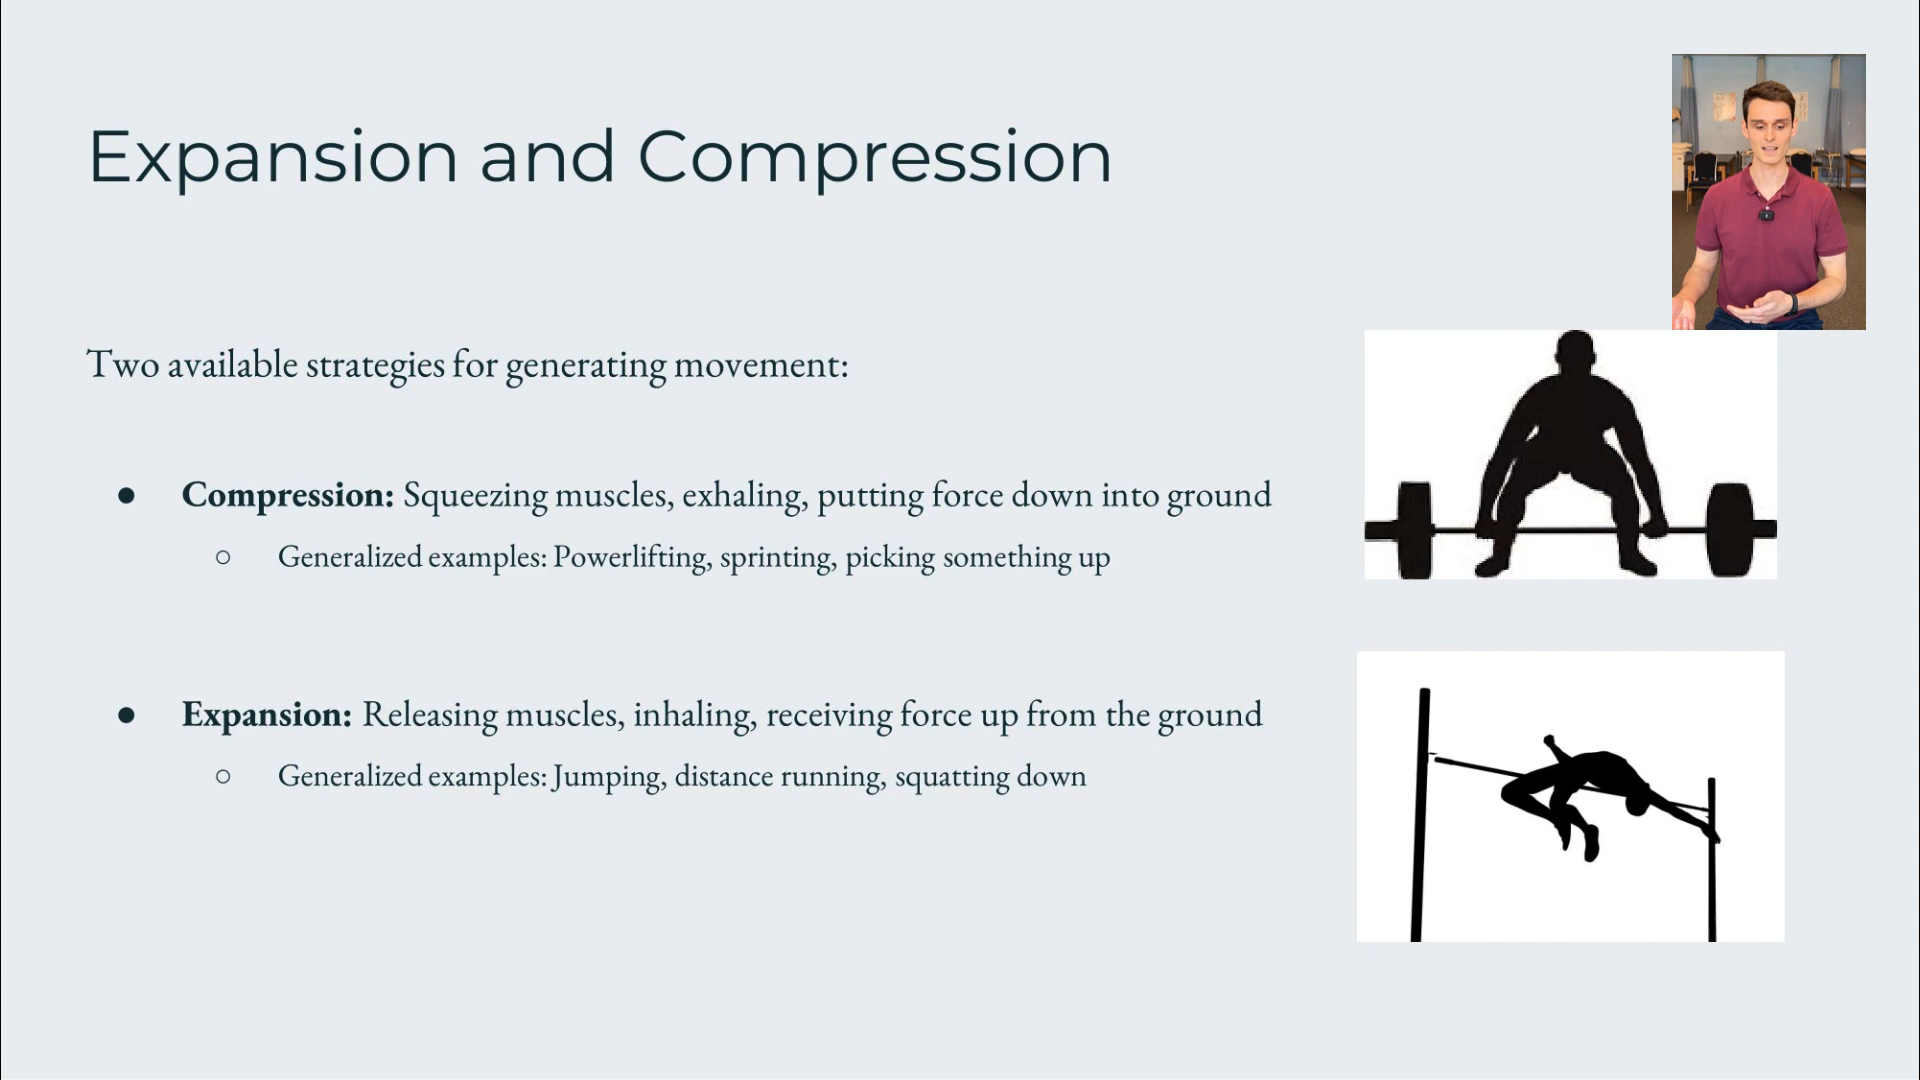 Expansion and Compression
Two available strategies for generating movement:
● Compression: Squeezing muscles, exhaling, putting force down into ground
○ Generalized examples: Powerlifting, sprinting, picking something up
● Expansion: Releasing muscles, inhaling, receiving force up from the ground
○ Generalized examples: Jumping, distance running, squatting down